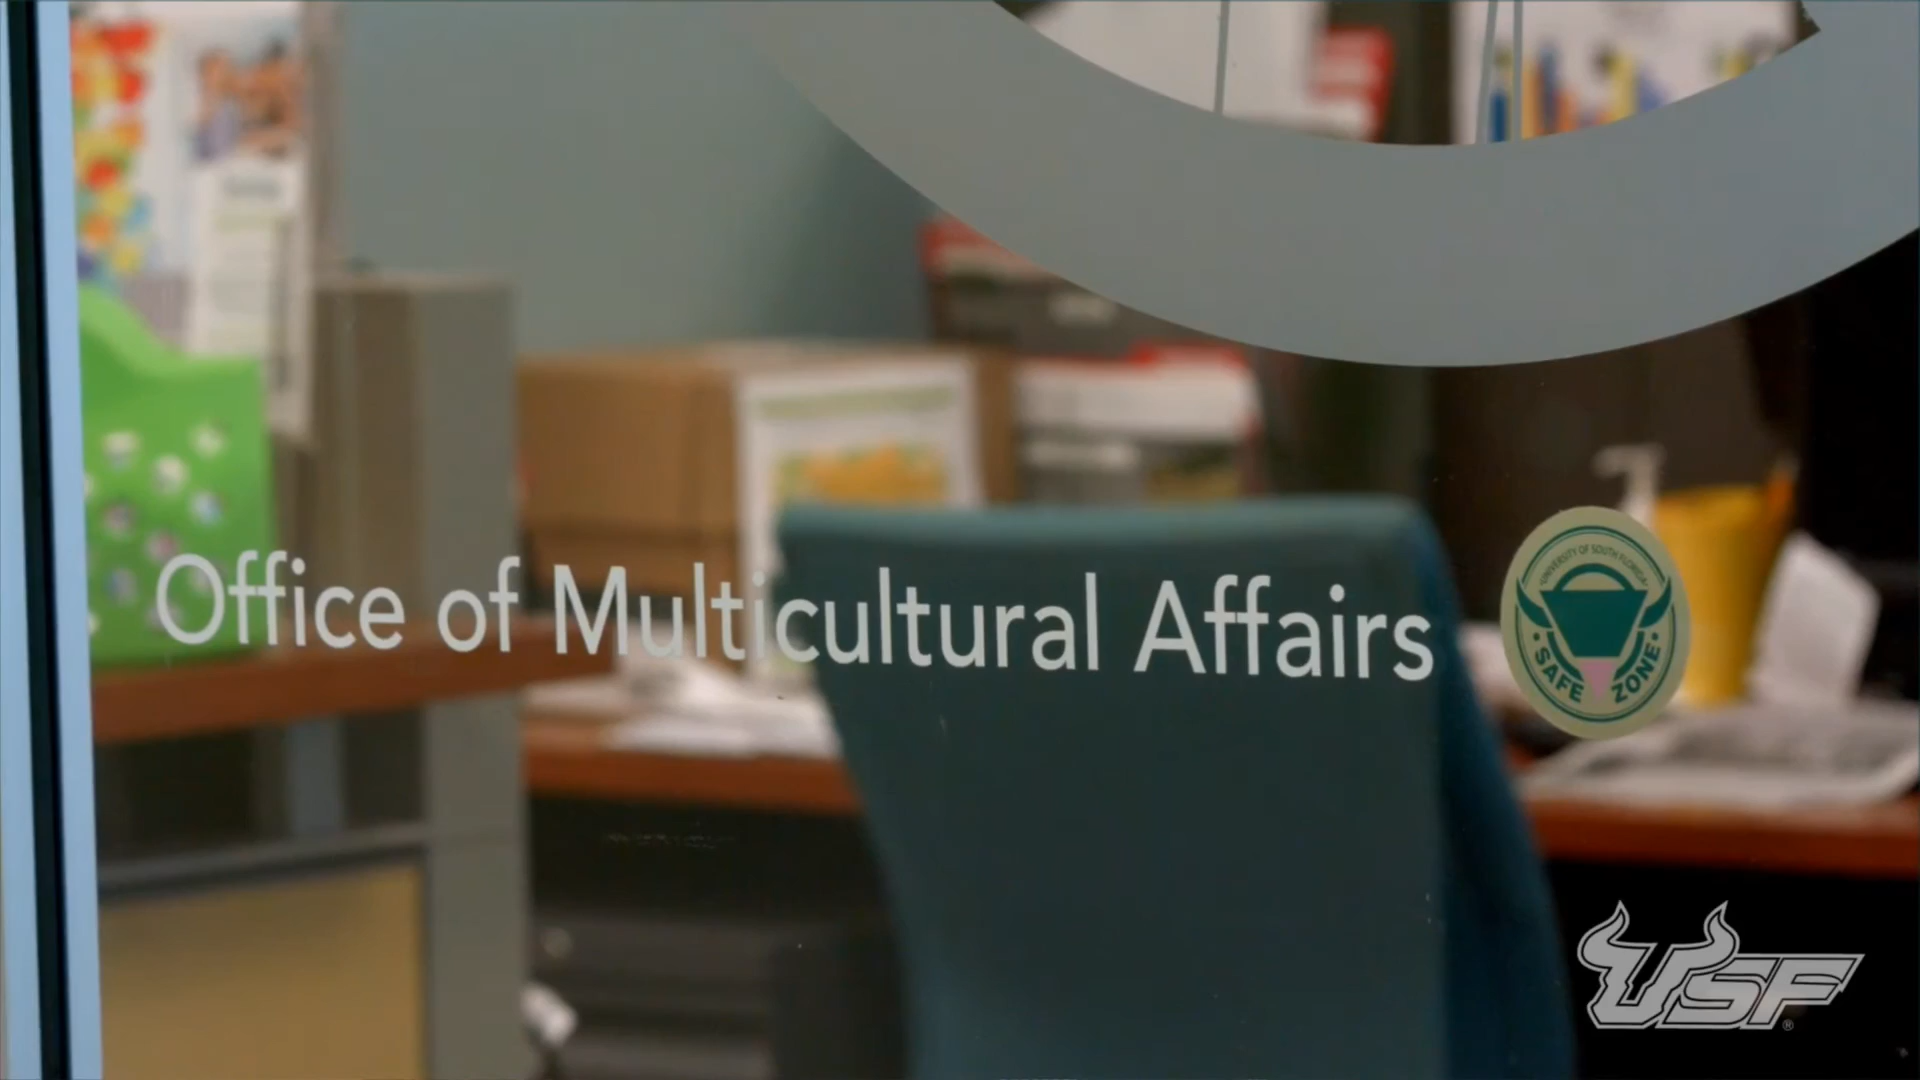 Office of Multicultural Affairs
UNIVERSITY OF SOUTH FLORIDA
SAFE ZONE
USF
®